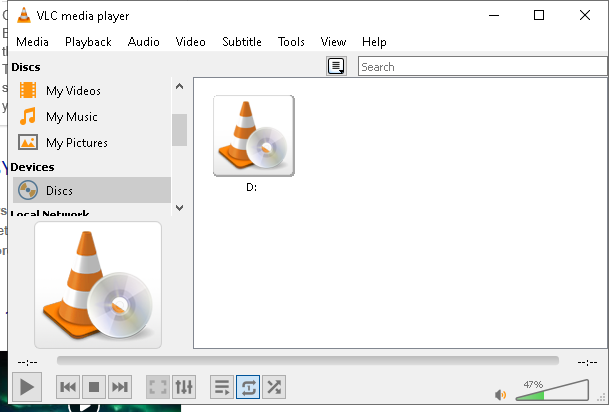 VLC media player
Media Playback Audio Video Subtitle Tools View Help
Discs
Search
My Videos
My Music
My Pictures
Devices
Discs
Local Network
D:
--:-- --:--
47%